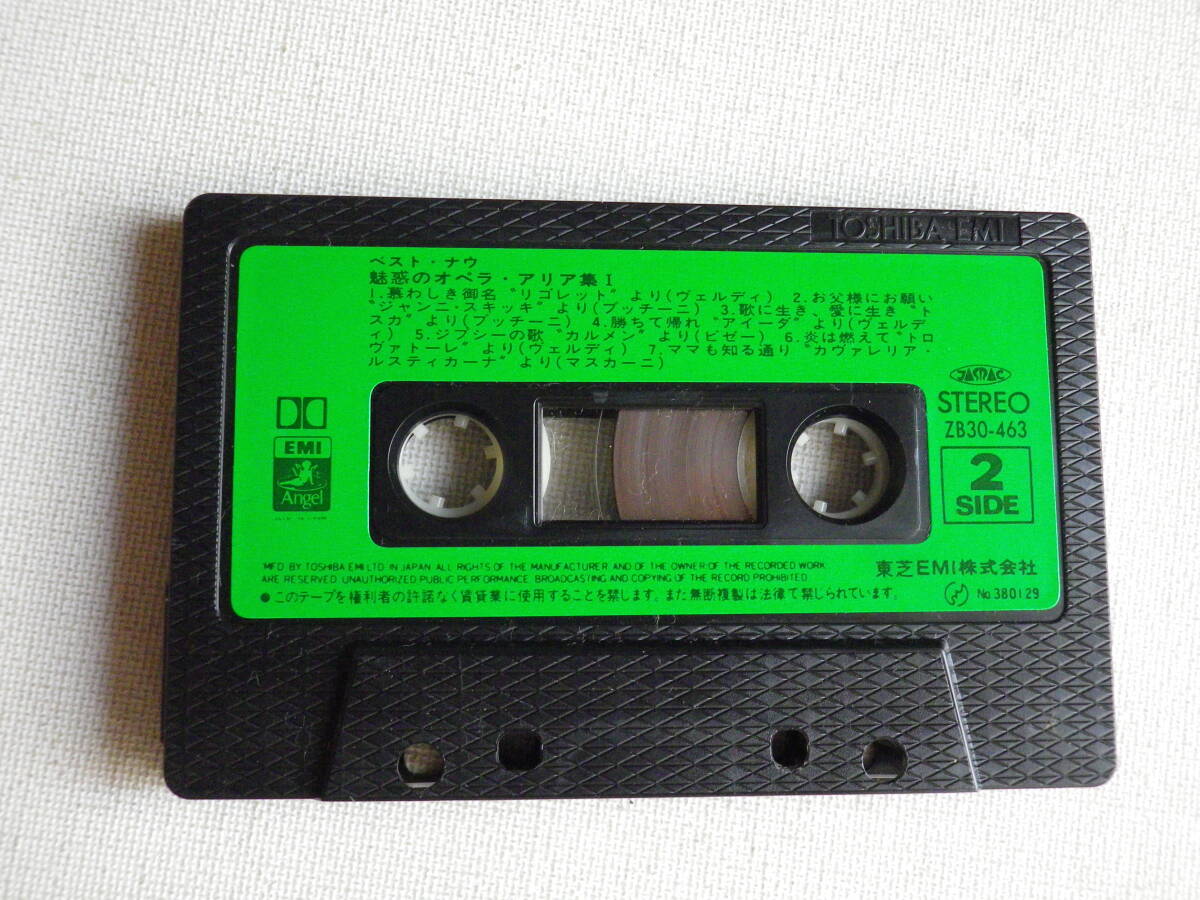 TOSHIBA EMI
ベスト・ナウ
魅惑のオペラ・アリア集 I
1.慕わしき御名 "リゴレット" より(ヴェルディ) 2.お父様にお願い
"ジャンニ・スキッキ" より(プッチーニ) 3.歌に生き、愛に生き "ト
スカ" より(プッチーニ) 4.勝ちて帰れ "アイーダ" より(ヴェルデ
ィ) 5.ジプシーの歌 "カルメン" より(ビゼー) 6.炎は燃えて "トロ
ヴァトーレ" より(ヴェルディ) 7.ママも知る通り "カヴァレリア・
ルスティカーナ" より(マスカーニ)
JASRAC
STEREO
ZB30-463
2
SIDE
EMI
Angel
MFD BY TOSHIBA EMI LTD IN JAPAN ALL RIGHTS OF THE MANUFACTURER AND OF THE OWNER OF THE RECORDED WORK
ARE RESERVED UNAUTHORIZED PUBLIC PERFORMANCE BROADCASTING AND COPYING OF THE RECORD PROHIBITED
東芝EMI株式会社
●このテープを権利者の許諾なく賃貸業に使用することを禁じます。また無断複製は法律で禁じられています。
No.380129